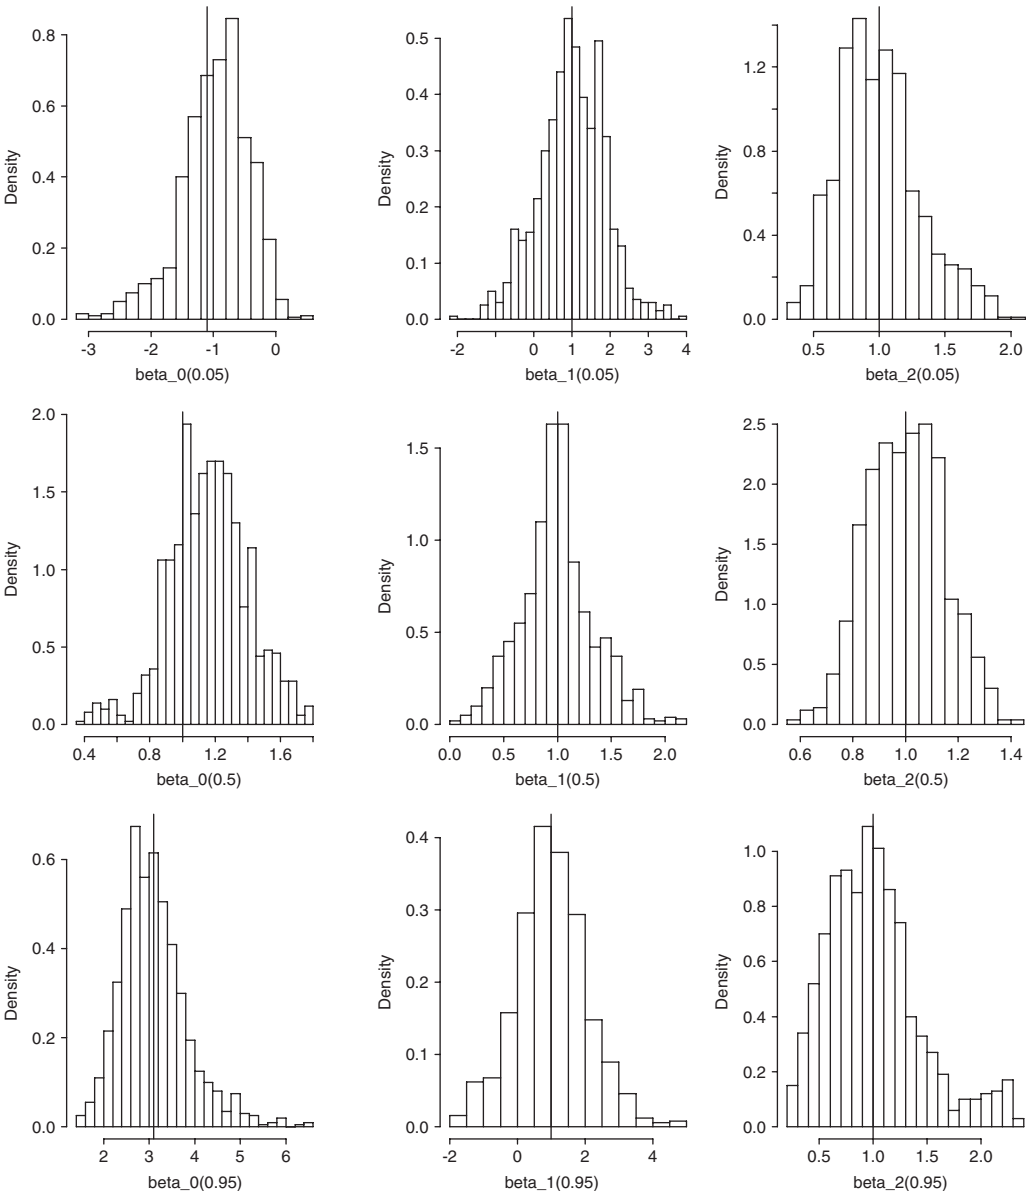 Density
0.0 0.2 0.4 0.6 0.8
-3 -2 -1 0
beta_0(0.05)
Density
0.0 0.1 0.2 0.3 0.4 0.5
-2 0 1 2 3 4
beta_1(0.05)
Density
0.0 0.4 0.8 1.2
0.5 1.0 1.5 2.0
beta_2(0.05)
Density
0.0 0.5 1.0 1.5 2.0
0.4 0.8 1.2 1.6
beta_0(0.5)
Density
0.0 0.5 1.0 1.5
0.0 0.5 1.0 1.5 2.0
beta_1(0.5)
Density
0.0 0.5 1.0 1.5 2.0 2.5
0.6 0.8 1.0 1.2 1.4
beta_2(0.5)
Density
0.0 0.2 0.4 0.6
2 3 4 5 6
beta_0(0.95)
Density
0.0 0.1 0.2 0.3 0.4
-2 0 2 4
beta_1(0.95)
Density
0.0 0.2 0.4 0.6 0.8 1.0
0.5 1.0 1.5 2.0
beta_2(0.95)